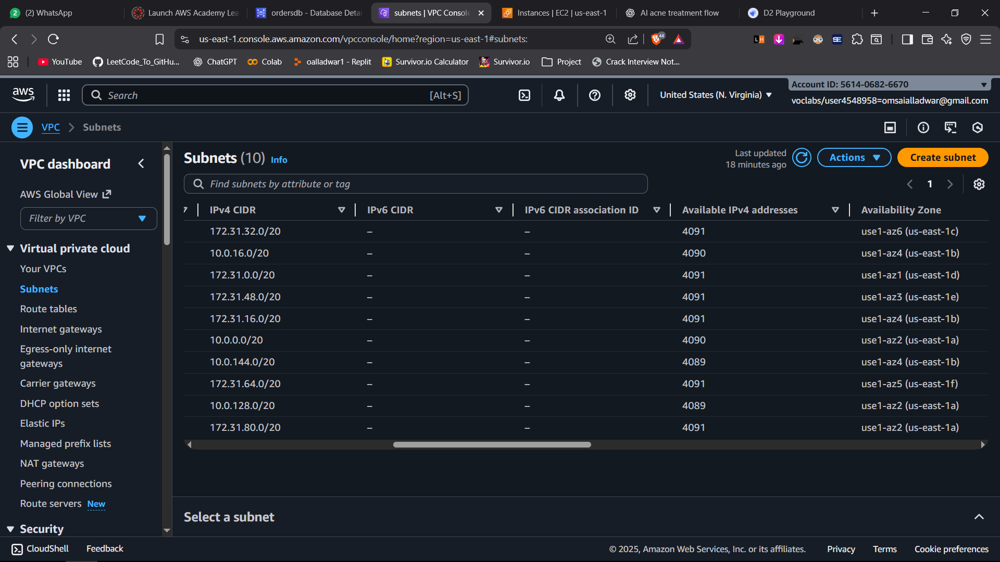 (2) WhatsApp
Launch AWS Academy Lea
ordersdb - Database Detai
subnets | VPC Console
Instances | EC2 | us-east-1
AI acne treatment flow
D2 Playground
us-east-1.console.aws.amazon.com/vpcconsole/home?region=us-east-1#subnets:
44
YouTube
LeetCode_To_GitHu...
ChatGPT
Colab
oalladwar1 - Replit
Survivor.io Calculator
Survivor.io
Project
Crack Interview Not...
aws
Search
[Alt+S]
United States (N. Virginia)
Account ID: 5614-0682-6670
voclabs/user4548958=omsaialladwar@gmail.com
VPC > Subnets
VPC dashboard
AWS Global View
Filter by VPC
Virtual private cloud
Your VPCs
Subnets
Route tables
Internet gateways
Egress-only internet
gateways
Carrier gateways
DHCP option sets
Elastic IPs
Managed prefix lists
NAT gateways
Peering connections
Route servers New
Security
Subnets (10) Info
Last updated
18 minutes ago
Actions
Create subnet
Find subnets by attribute or tag
1
IPv4 CIDR IPv6 CIDR IPv6 CIDR association ID Available IPv4 addresses Availability Zone
172.31.32.0/20 – – 4091 use1-az6 (us-east-1c)
10.0.16.0/20 – – 4090 use1-az4 (us-east-1b)
172.31.0.0/20 – – 4091 use1-az1 (us-east-1d)
172.31.48.0/20 – – 4091 use1-az3 (us-east-1e)
172.31.16.0/20 – – 4091 use1-az4 (us-east-1b)
10.0.0.0/20 – – 4090 use1-az2 (us-east-1a)
10.0.144.0/20 – – 4089 use1-az4 (us-east-1b)
172.31.64.0/20 – – 4091 use1-az5 (us-east-1f)
10.0.128.0/20 – – 4089 use1-az2 (us-east-1a)
172.31.80.0/20 – – 4091 use1-az2 (us-east-1a)
Select a subnet
CloudShell
Feedback
© 2025, Amazon Web Services, Inc. or its affiliates.
Privacy
Terms
Cookie preferences